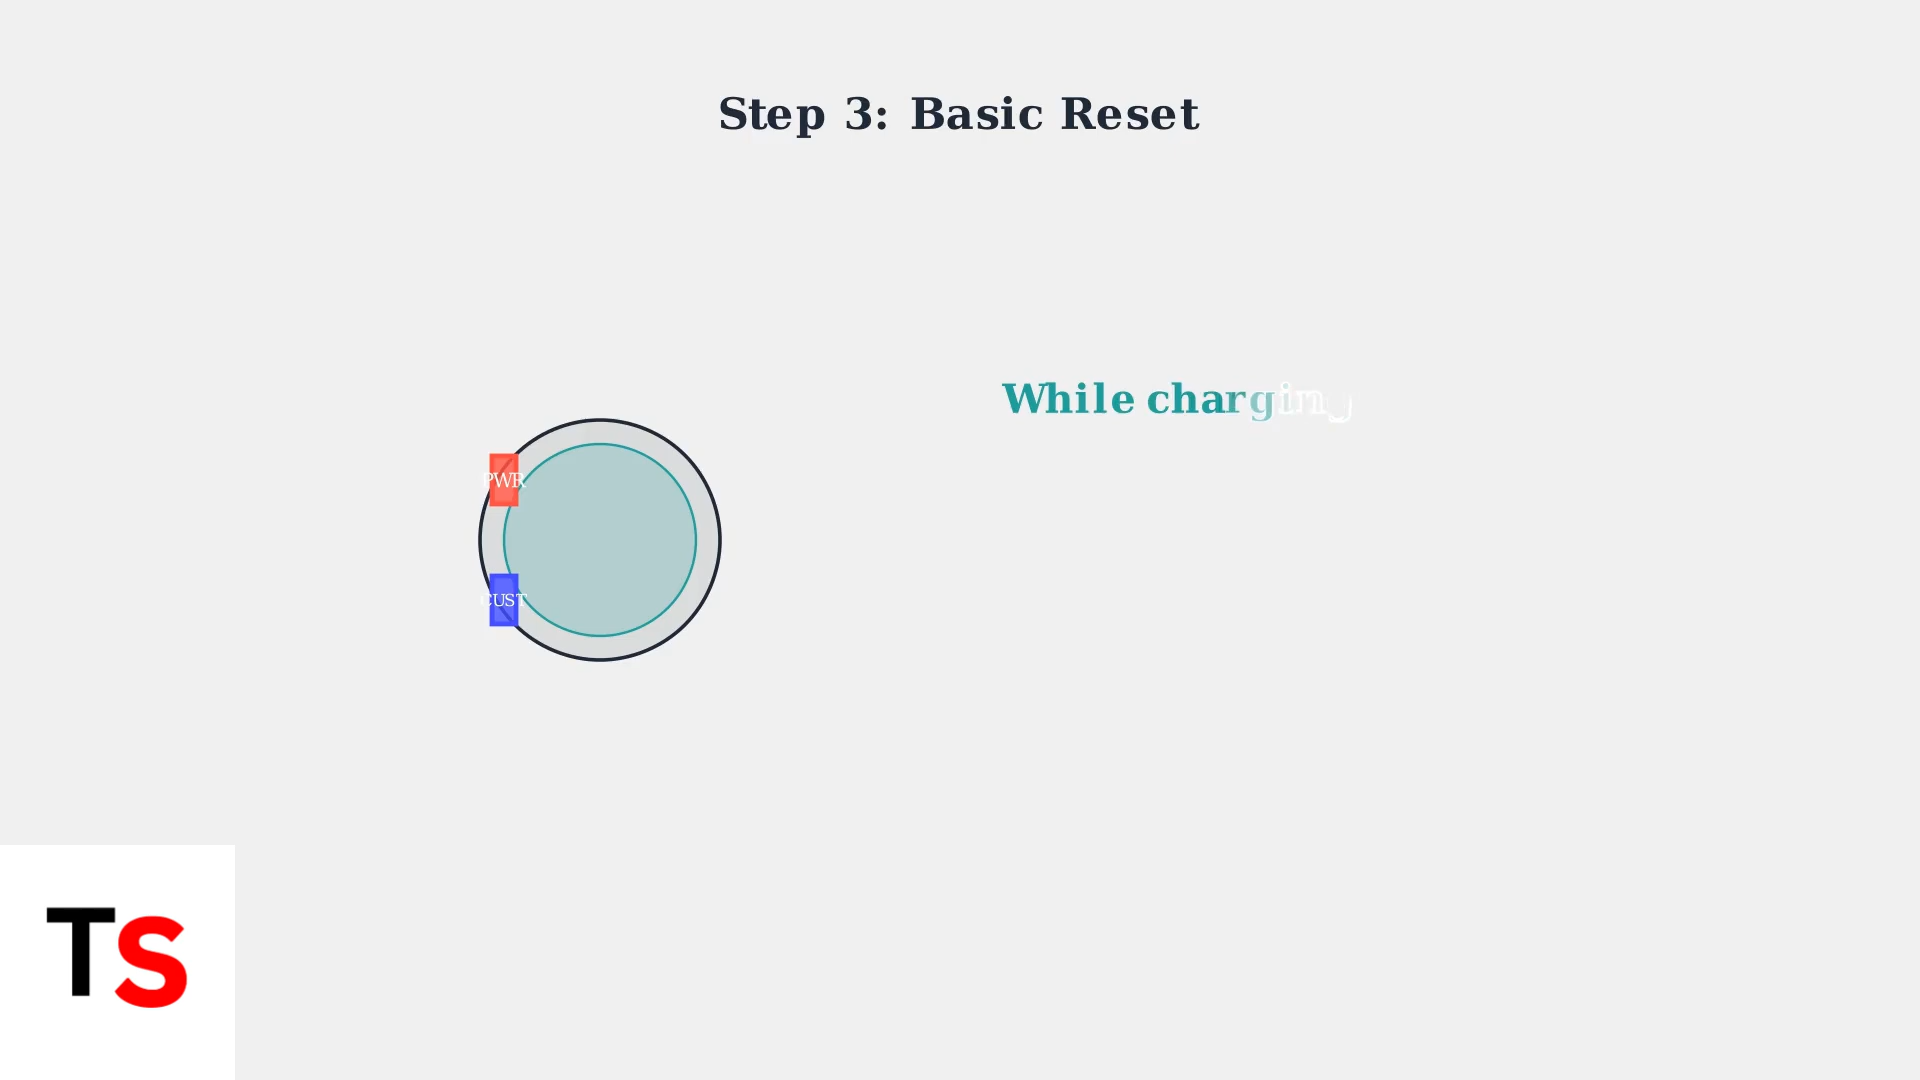 Step 3: Basic Reset
While charging
PWR
CUST
TS